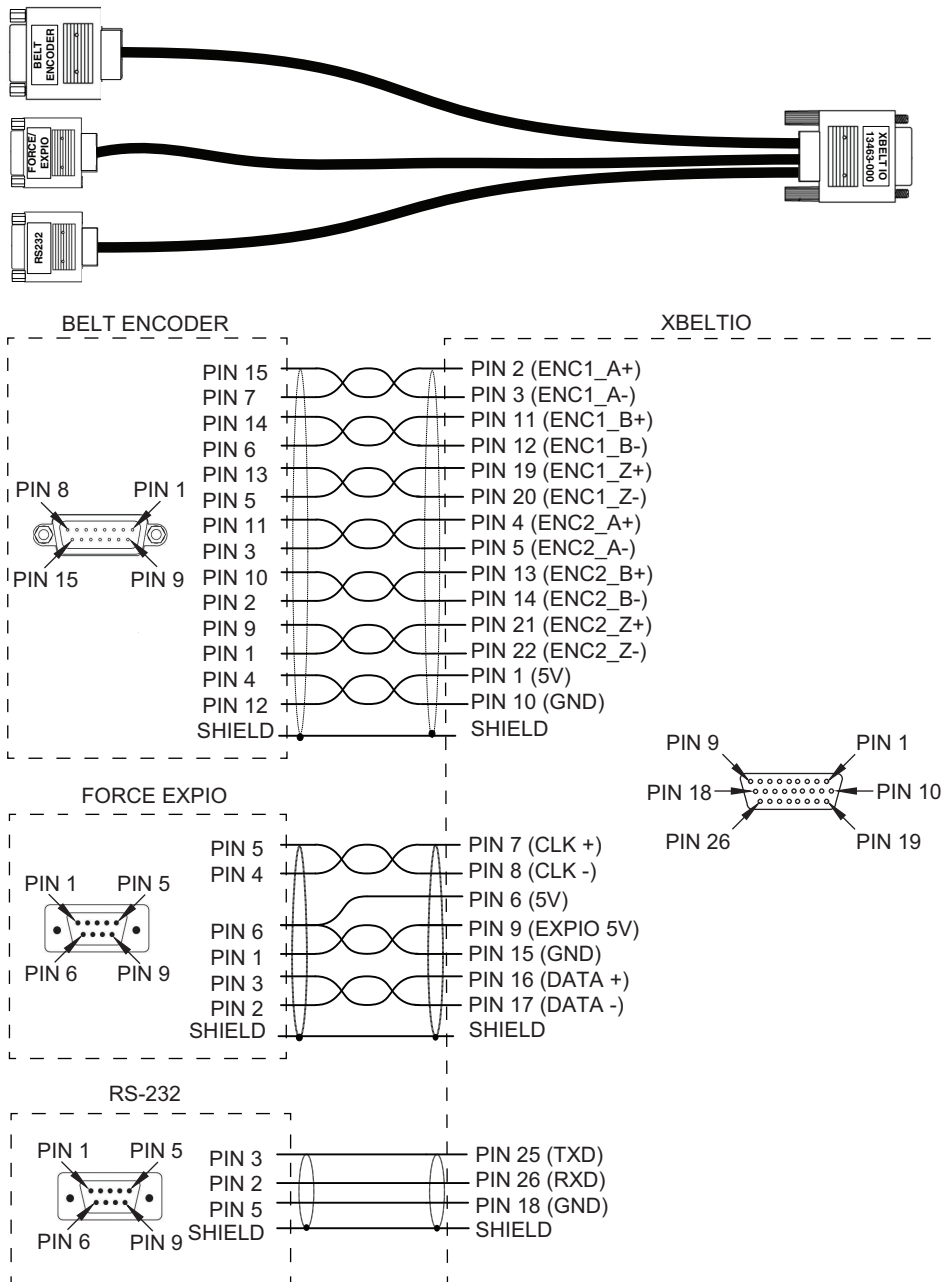 BELT
ENCODER
FORCE/
EXPIO
RS232
XBELTIO
13463-000
BELT ENCODER
XBELTIO
PIN 15
PIN 2 (ENC1_A+)
PIN 7
PIN 3 (ENC1_A-)
PIN 14
PIN 11 (ENC1_B+)
PIN 6
PIN 12 (ENC1_B-)
PIN 13
PIN 19 (ENC1_Z+)
PIN 5
PIN 20 (ENC1_Z-)
PIN 11
PIN 4 (ENC2_A+)
PIN 3
PIN 5 (ENC2_A-)
PIN 10
PIN 13 (ENC2_B+)
PIN 2
PIN 14 (ENC2_B-)
PIN 9
PIN 21 (ENC2_Z+)
PIN 1
PIN 22 (ENC2_Z-)
PIN 4
PIN 1 (5V)
PIN 12
PIN 10 (GND)
SHIELD
SHIELD
PIN 8
PIN 1
PIN 15
PIN 9
PIN 9
PIN 1
PIN 18
PIN 10
PIN 26
PIN 19
FORCE EXPIO
PIN 5
PIN 7 (CLK +)
PIN 4
PIN 8 (CLK -)
PIN 6 (5V)
PIN 6
PIN 9 (EXPIO 5V)
PIN 1
PIN 15 (GND)
PIN 3
PIN 16 (DATA +)
PIN 2
PIN 17 (DATA -)
SHIELD
SHIELD
PIN 1
PIN 5
PIN 6
PIN 9
RS-232
PIN 3
PIN 25 (TXD)
PIN 2
PIN 26 (RXD)
PIN 5
PIN 18 (GND)
SHIELD
SHIELD
PIN 1
PIN 5
PIN 6
PIN 9